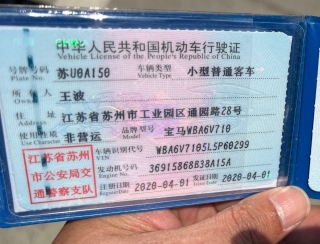 中华人民共和国机动车行驶证
Vehicle License of the People's Republic of China
号牌号码 苏U0A150 车辆类型 小型普通客车
Plate No. Vehicle Type
所有人 王波
Owner
住址 江苏省苏州市工业园区通园路28号
Address
使用性质 非营运 品牌型号 宝马WBA6V710
Use Character Model
江苏省苏州市公安局交通警察支队
车辆识别代号 WBA6V7105L5P60299
VIN
发动机号码 36915868B38A15A
Engine No.
注册日期 2020-04-01 发证日期 2020-04-01
Register Date Issue Date